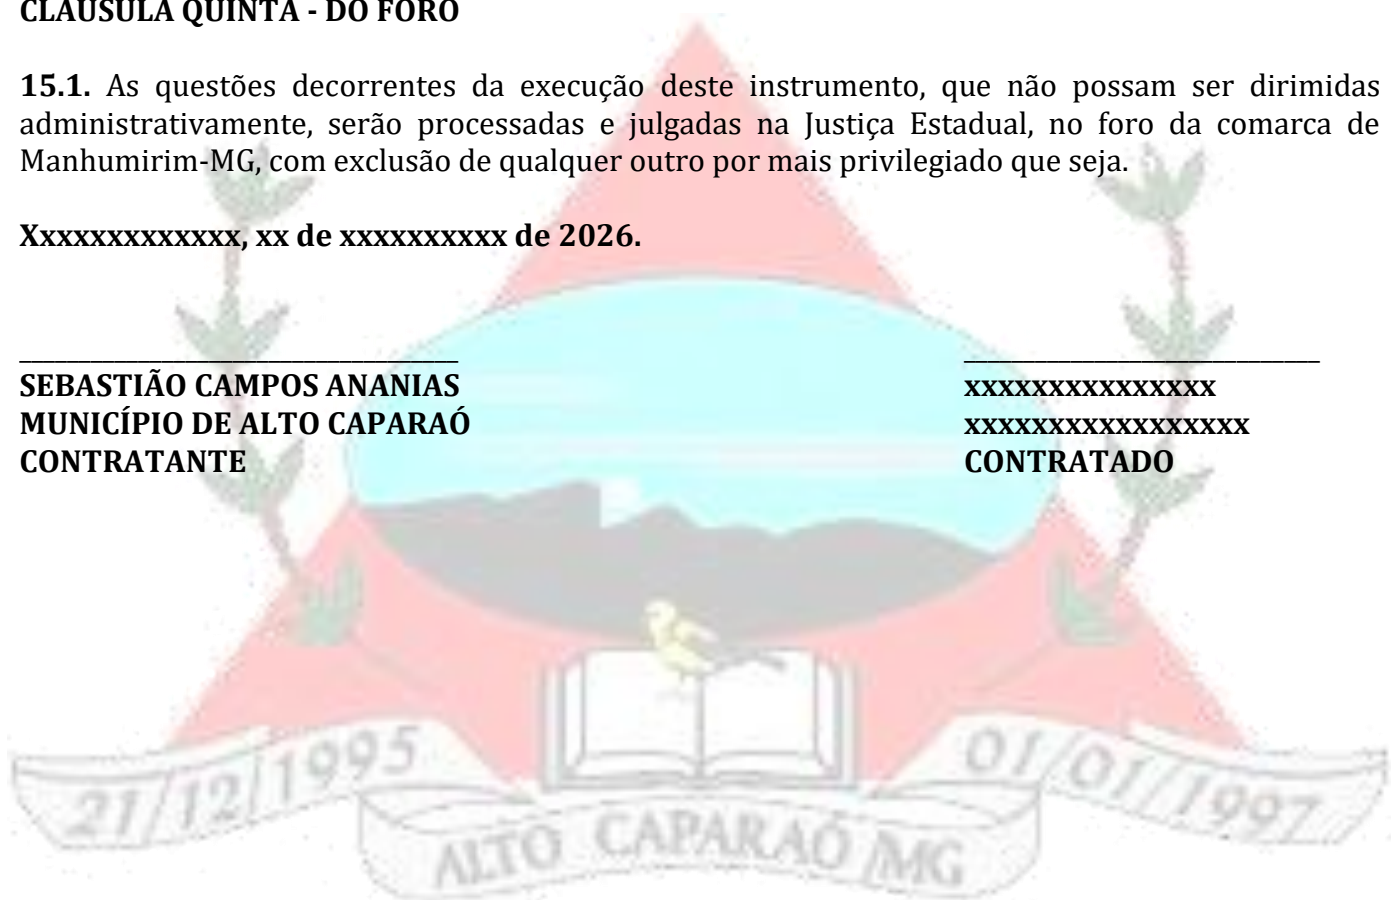 CLÁUSULA QUINTA - DO FORO
15.1. As questões decorrentes da execução deste instrumento, que não possam ser dirimidas
administrativamente, serão processadas e julgadas na Justiça Estadual, no foro da comarca de
Manhumirim-MG, com exclusão de qualquer outro por mais privilegiado que seja.
Xxxxxxxxxxxxx, xx de xxxxxxxxxx de 2026.
SEBASTIÃO CAMPOS ANANIAS
MUNICÍPIO DE ALTO CAPARAÓ
CONTRATANTE
xxxxxxxxxxxxxxx
xxxxxxxxxxxxxxxxx
CONTRATADO
21/12/1995
01/01/1997
ALTO CAPARAÓ/MG